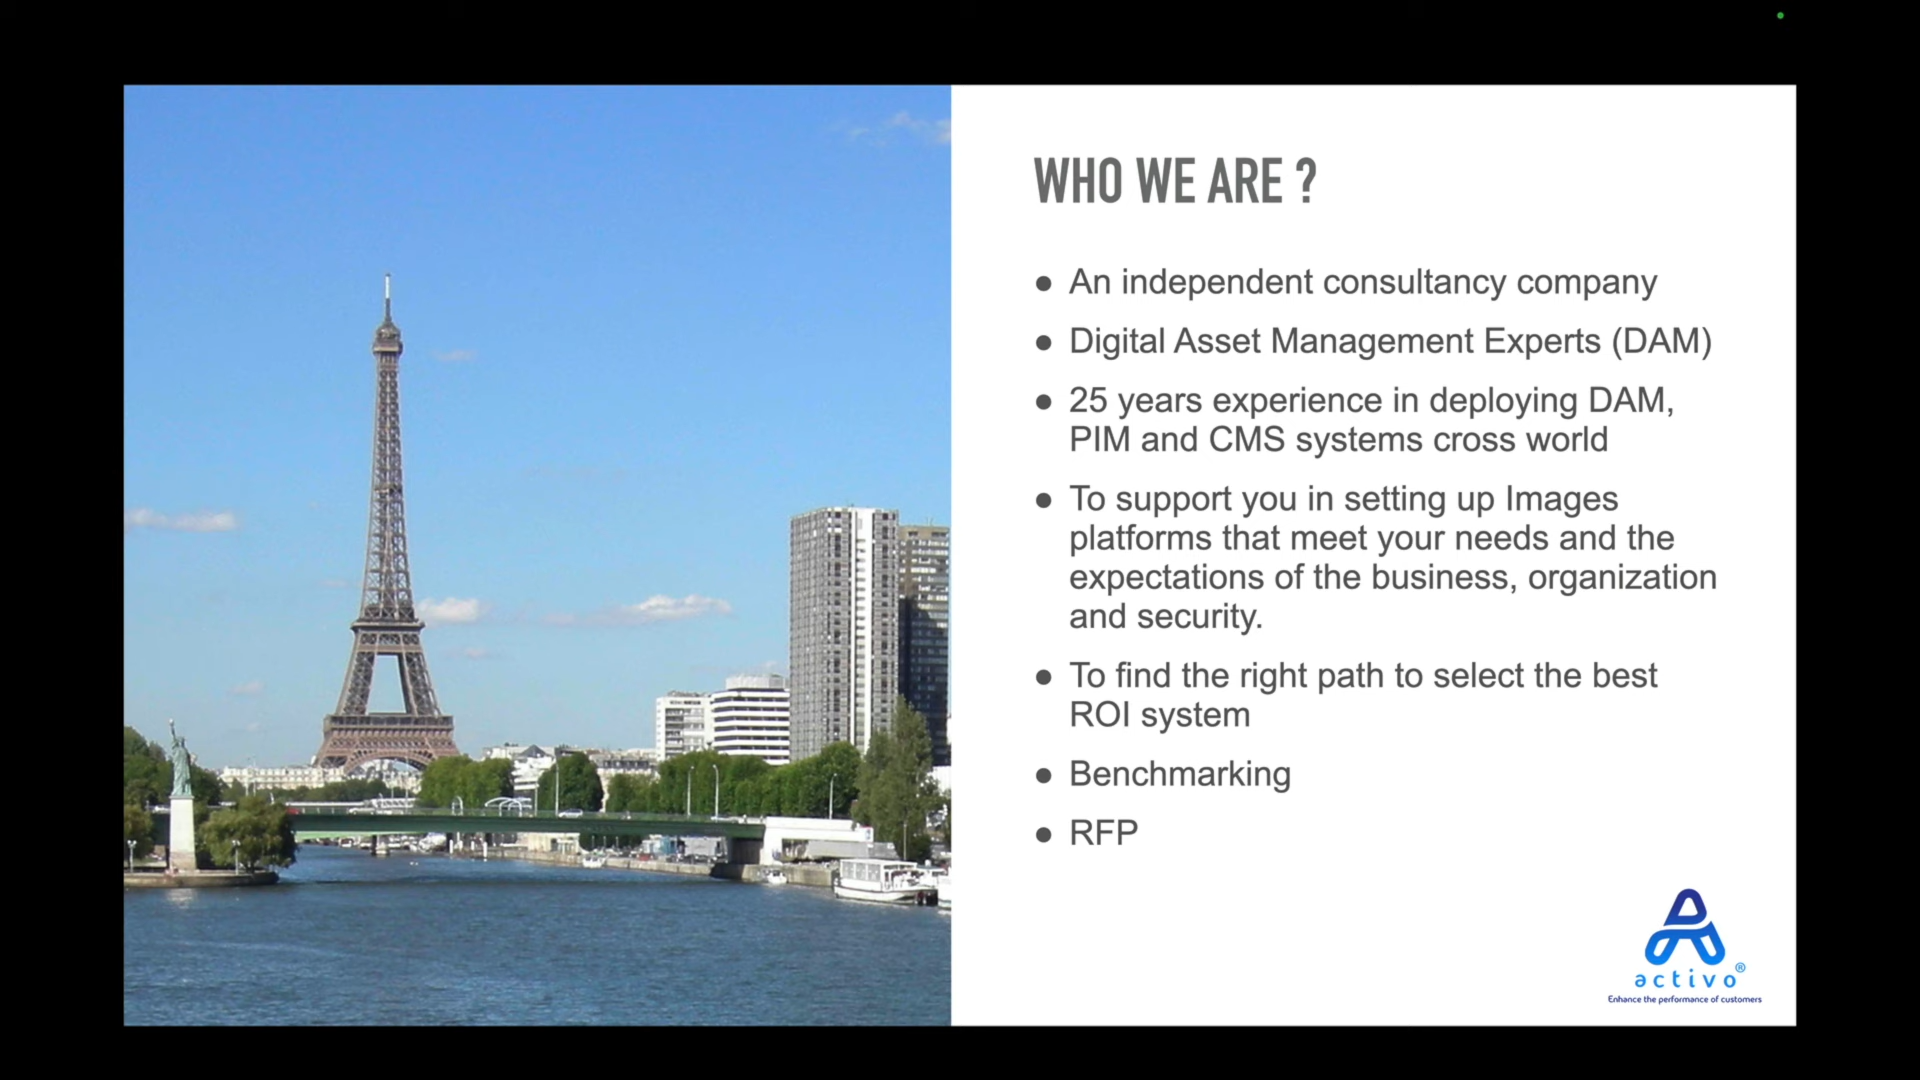 WHO WE ARE ?
● An independent consultancy company
● Digital Asset Management Experts (DAM)
● 25 years experience in deploying DAM,
PIM and CMS systems cross world
● To support you in setting up Images
platforms that meet your needs and the
expectations of the business, organization
and security.
● To find the right path to select the best
ROI system
● Benchmarking
● RFP
activo®
Enhance the performance of customers